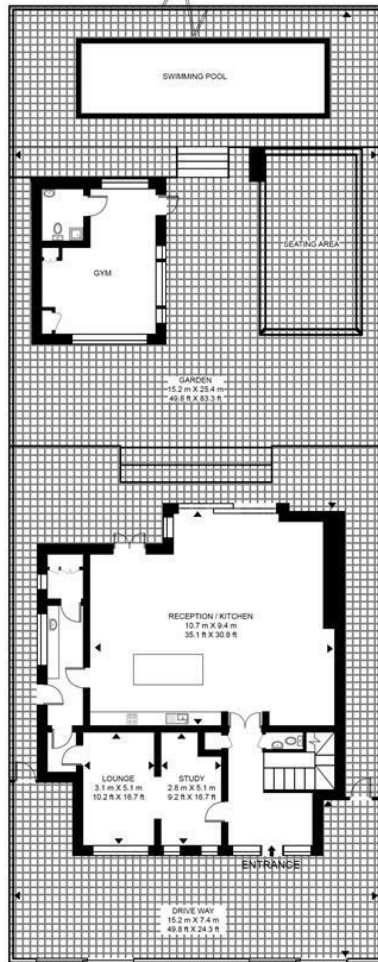 SWIMMING POOL
SEATING AREA
GYM
GARDEN
15.2 m X 25.4 m
49.8 ft X 83.3 ft
RECEPTION / KITCHEN
10.7 m X 9.4 m
35.1 ft X 30.8 ft
LOUNGE
3.1 m X 5.1 m
10.2 ft X 16.7 ft
STUDY
2.8 m X 5.1 m
9.2 ft X 16.7 ft
ENTRANCE
DRIVE WAY
15.2 m X 7.4 m
49.8 ft X 24.3 ft